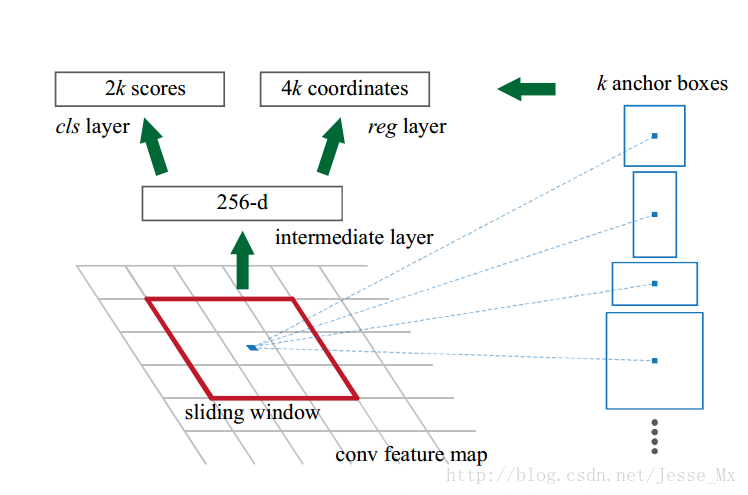 2k scores
4k coordinates
k anchor boxes
cls layer
reg layer
256-d
intermediate layer
sliding window
conv feature map
http://blog.csdn.net/Jesse_Mx